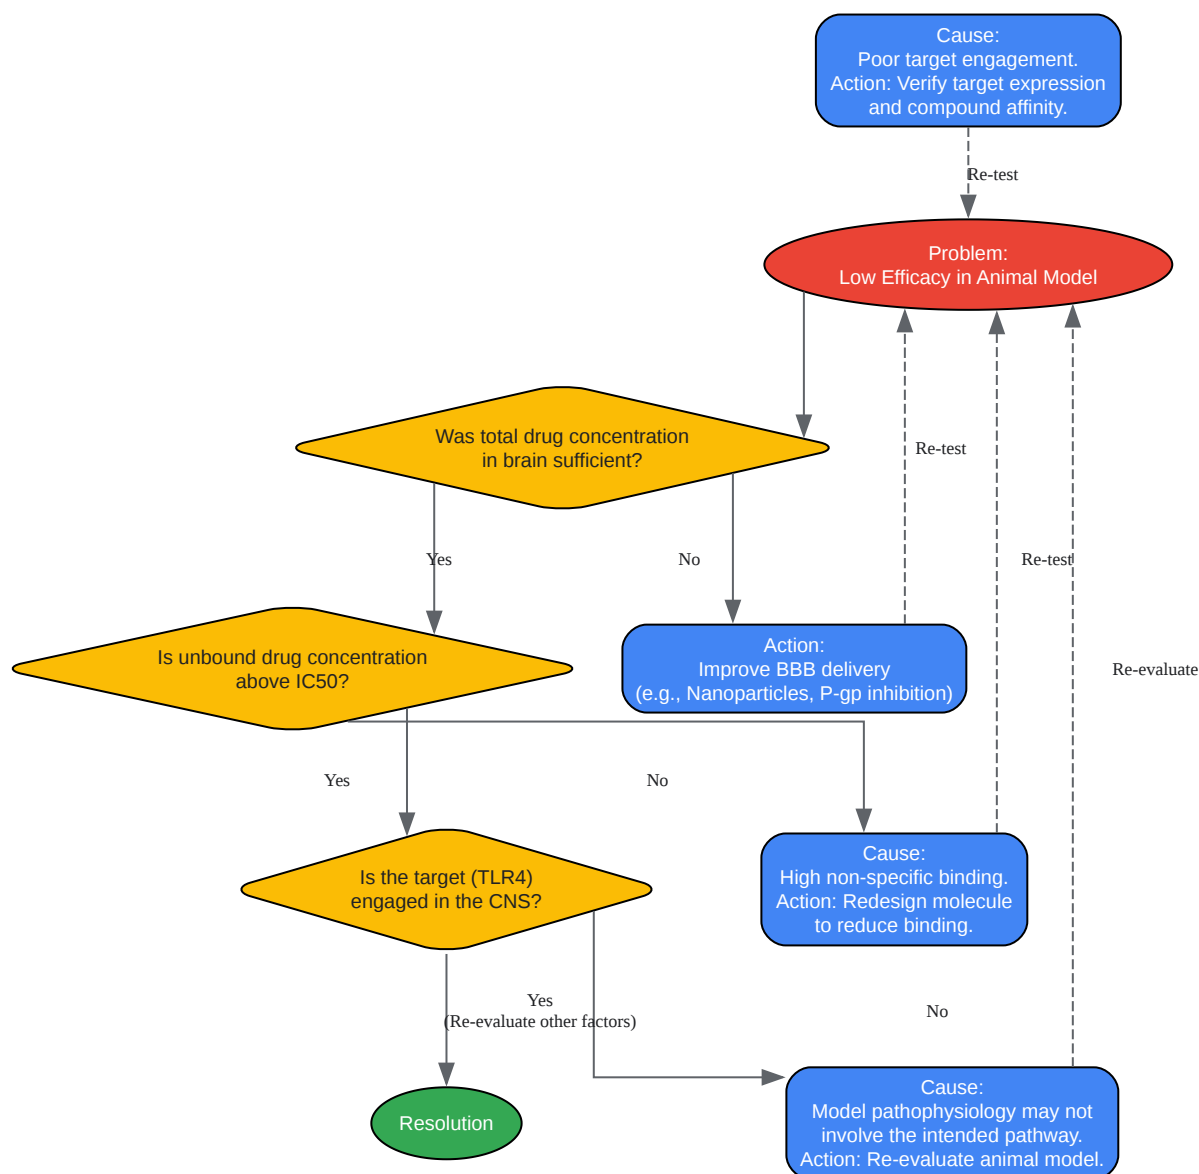 Cause:
Poor target engagement.
Action: Verify target expression
and compound affinity.
Re-test
Problem:
Low Efficacy in Animal Model
Was total drug concentration
in brain sufficient?
Re-test
Yes
No
Re-test
Is unbound drug concentration
above IC50?
Action:
Improve BBB delivery
(e.g., Nanoparticles, P-gp inhibition)
Re-evaluate
Yes
No
Is the target (TLR4)
engaged in the CNS?
Cause:
High non-specific binding.
Action: Redesign molecule
to reduce binding.
Yes
(Re-evaluate other factors)
No
Resolution
Cause:
Model pathophysiology may not
involve the intended pathway.
Action: Re-evaluate animal model.